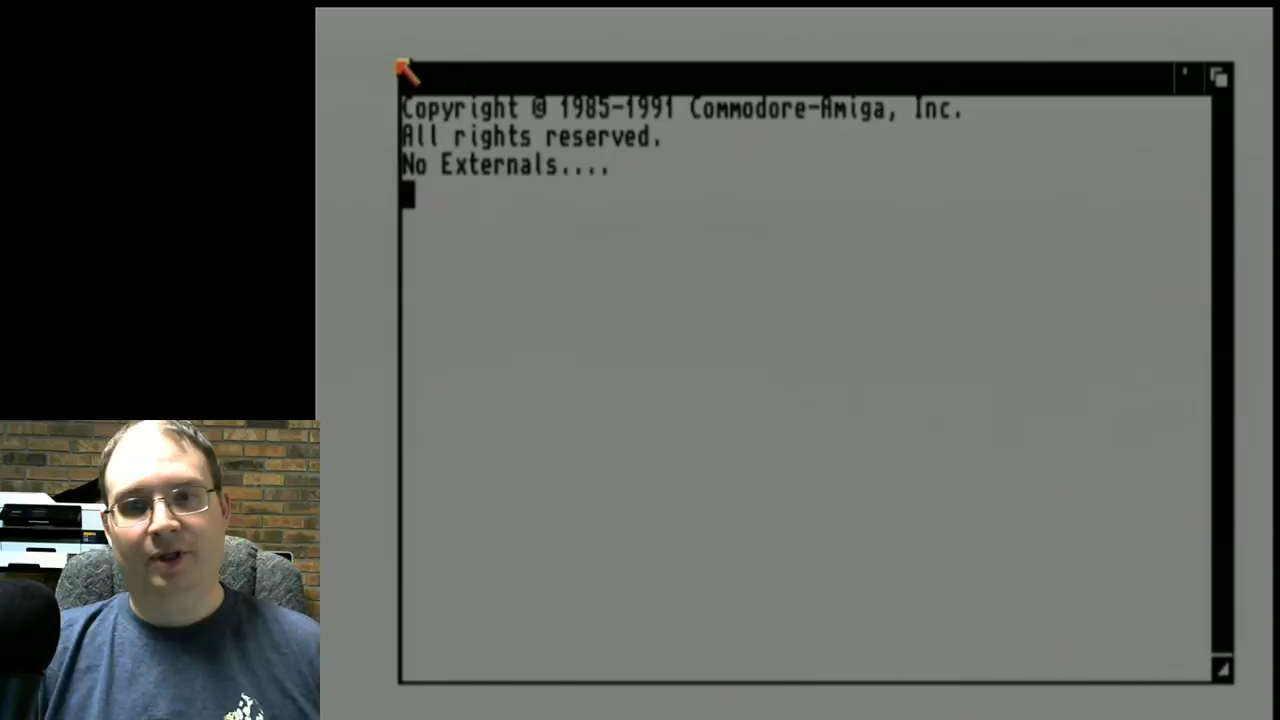 Copyright © 1985-1991 Commodore-Amiga, Inc.
All rights reserved.
No Externals....